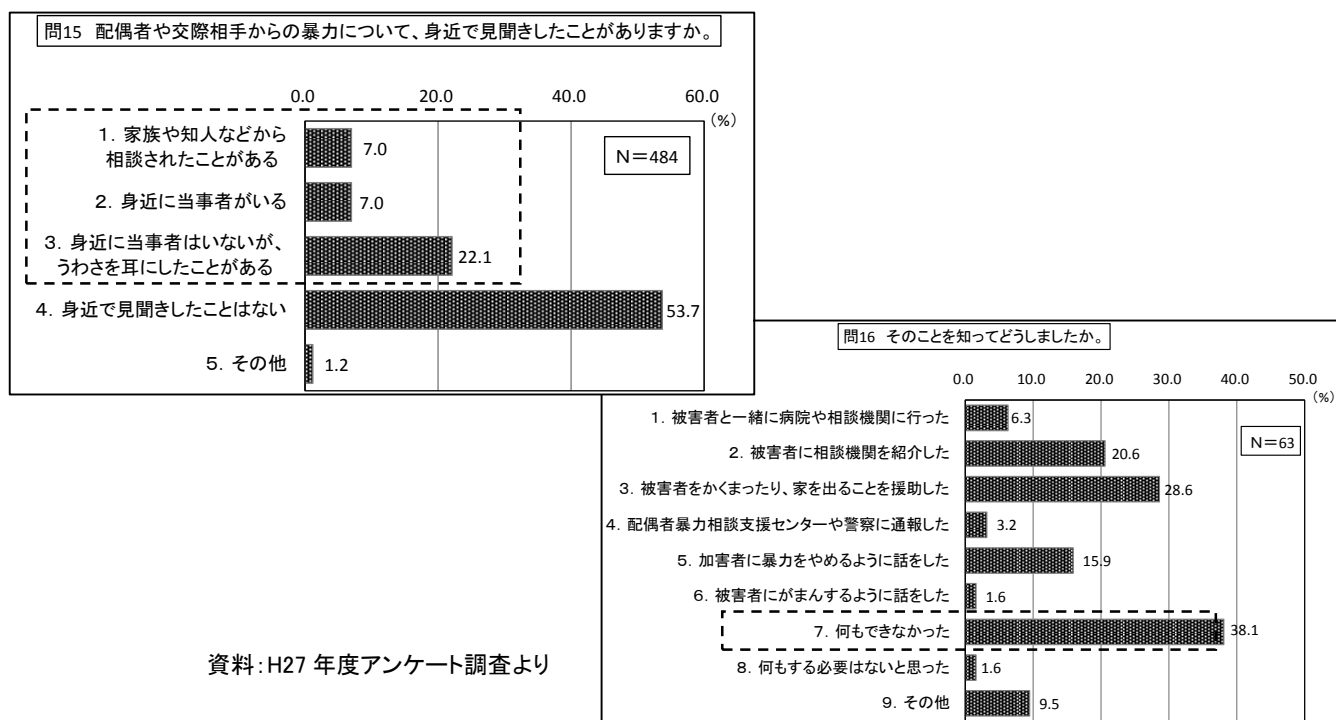 問15 配偶者や交際相手からの暴力について、身近で見聞きしたことがありますか。
0.0 20.0 40.0 60.0
(%)
N=484
1. 家族や知人などから
相談されたことがある
7.0
2. 身近に当事者がいる
7.0
3. 身近に当事者はいないが、
うわさを耳にしたことがある
22.1
4. 身近で見聞きしたことはない
53.7
5. その他
1.2
問16 そのことを知ってどうしましたか。
0.0 10.0 20.0 30.0 40.0 50.0
(%)
N=63
1. 被害者と一緒に病院や相談機関に行った
6.3
2. 被害者に相談機関を紹介した
20.6
3. 被害者をかくまったり、家を出ることを援助した
28.6
4. 配偶者暴力相談支援センターや警察に通報した
3.2
5. 加害者に暴力をやめるように話をした
15.9
6. 被害者にがまんするように話をした
1.6
7. 何もできなかった
38.1
8. 何もする必要はないと思った
1.6
9. その他
9.5
資料:H27 年度アンケート調査より